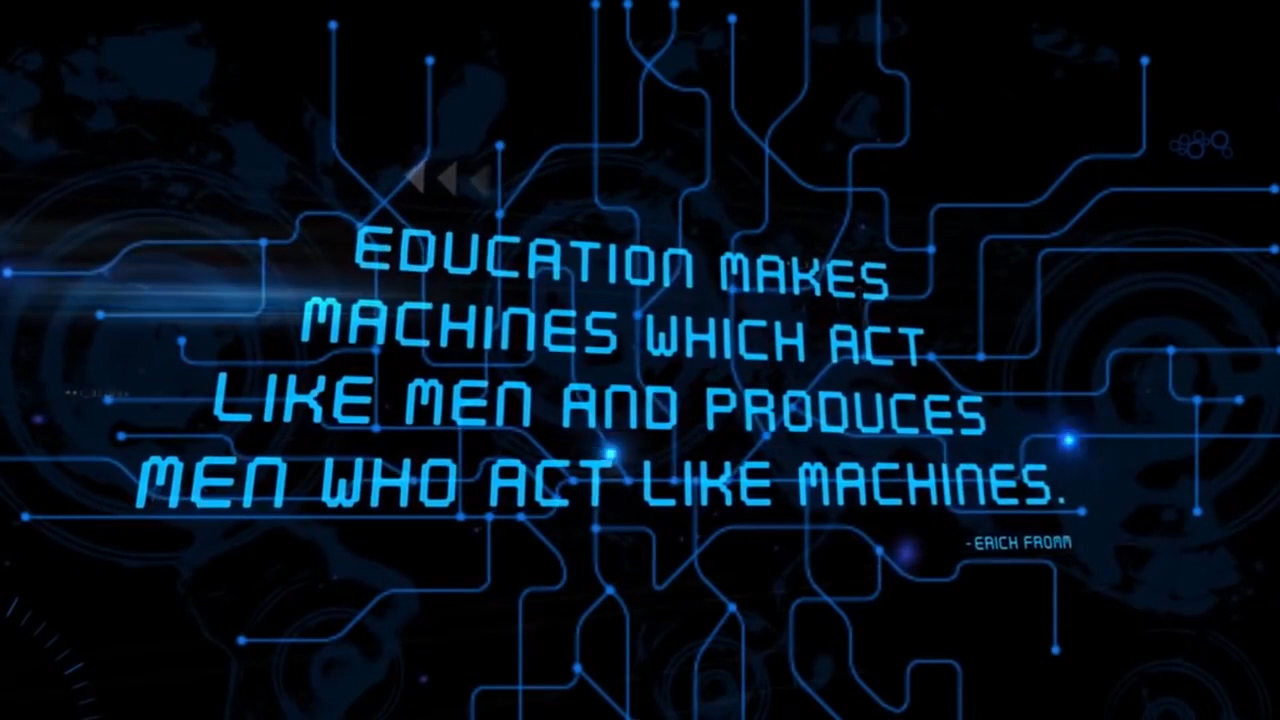 EDUCATION MAKES
MACHINES WHICH ACT
LIKE MEN AND PRODUCES
MEN WHO ACT LIKE MACHINES.
- ERICH FROMM